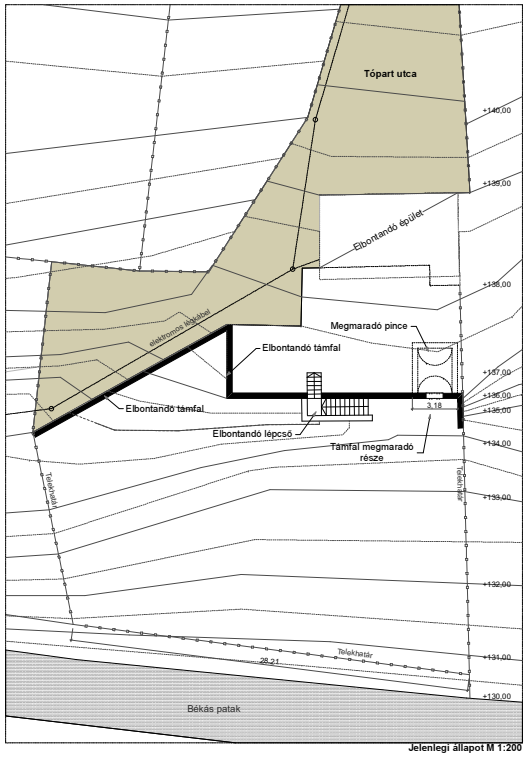 Tópart utca
+140,00
+139,00
Elbontandó épület
+138,00
elektromos légkábel
Megmaradó pince
Elbontandó támfal
+137,00
+136,00
+135,00
3,18
Elbontandó támfal
Elbontandó lépcső
+134,00
Támfal megmaradó
része
Telekhatár
Telekhatár
+133,00
+132,00
Telekhatár
+131,00
28,21
+130,00
Békás patak
Jelenlegi állapot M 1:200